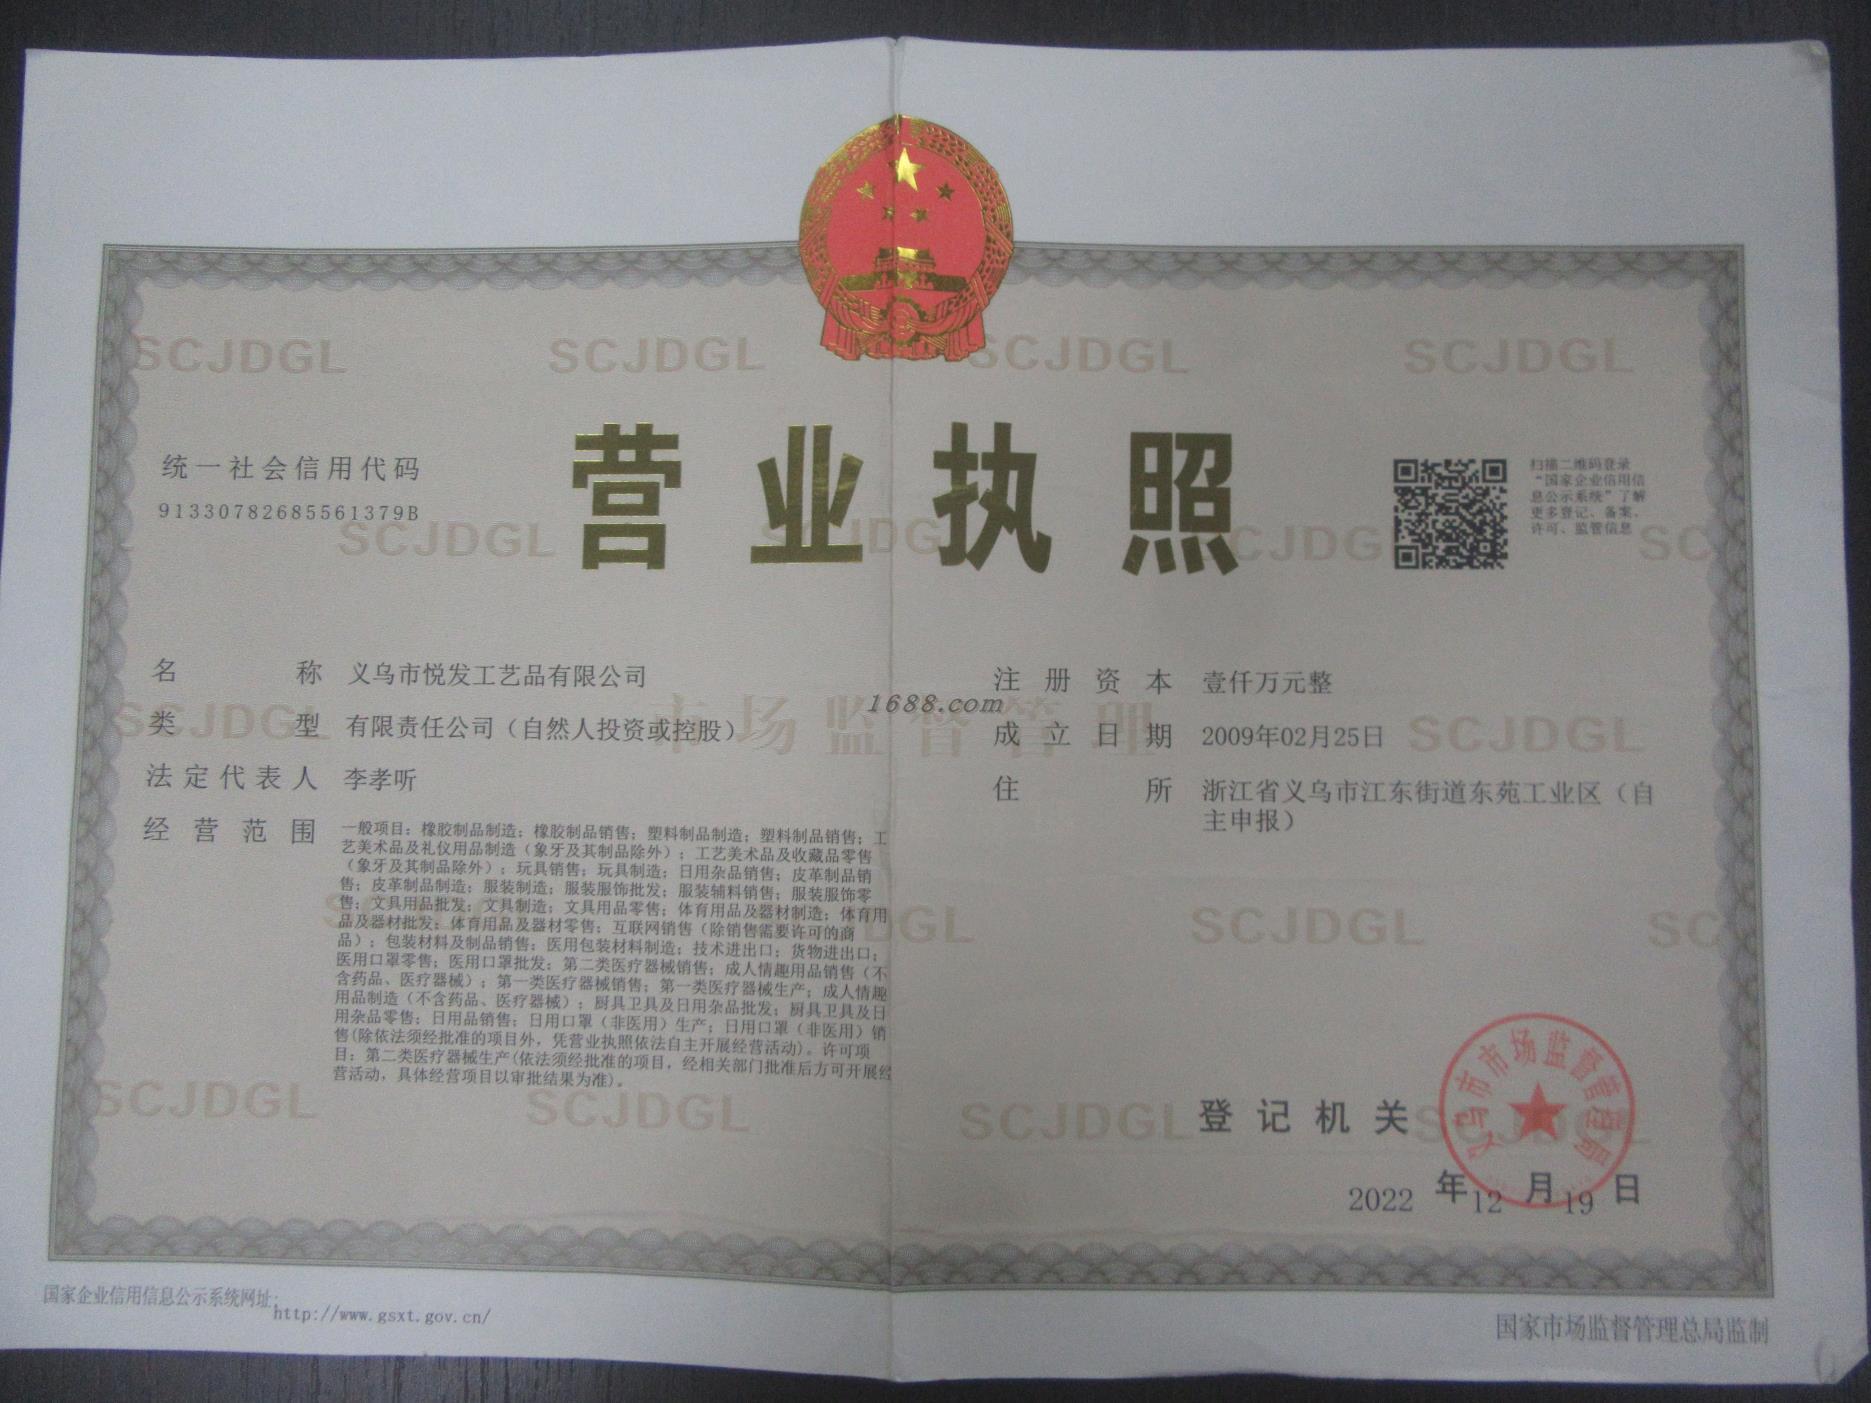 营业执照
统一社会信用代码
91330782685561379B
扫描二维码登录
“国家企业信用信
息公示系统”了解
更多登记、备案、
许可、监管信息
名称 义乌市悦发工艺品有限公司
类型 有限责任公司（自然人投资或控股）
法定代表人 李孝听
经营范围 一般项目：橡胶制品制造；橡胶制品销售；塑料制品制造；塑料制品销售；工
艺美术品及礼仪用品制造（象牙及其制品除外）；工艺美术品及收藏品零售
（象牙及其制品除外）；玩具销售；玩具制造；日用杂品销售；皮革制品销
售；皮革制品制造；服装制造；服装服饰批发；服装辅料销售；服装服饰零
售；文具用品批发；文具制造；文具用品零售；体育用品及器材制造；体育用
品及器材批发；体育用品及器材零售；互联网销售（除销售需要许可的商
品）；包装材料及制品销售；医用包装材料制造；技术进出口；货物进出口；
医用口罩零售；医用口罩批发；第二类医疗器械销售；成人情趣用品销售（不
含药品、医疗器械）；第一类医疗器械销售；第一类医疗器械生产；成人情趣
用品制造（不含药品、医疗器械）；厨具卫具及日用杂品批发；厨具卫具及日
用杂品零售；日用品销售；日用口罩（非医用）生产；日用口罩（非医用）销
售(除依法须经批准的项目外，凭营业执照依法自主开展经营活动)。许可项
目：第二类医疗器械生产(依法须经批准的项目，经相关部门批准后方可开展经
营活动，具体经营项目以审批结果为准)。
注册资本 壹仟万元整
成立日期 2009年02月25日
住所 浙江省义乌市江东街道东苑工业区（自
主申报）
1688.com
市场监督管理
SCJDGL SCJDGL SCJDGL SCJDGL
登记机关
义乌市市场监督管理局
2022年12月19日
国家企业信用信息公示系统网址：
http://www.gsxt.gov.cn/
国家市场监督管理总局监制